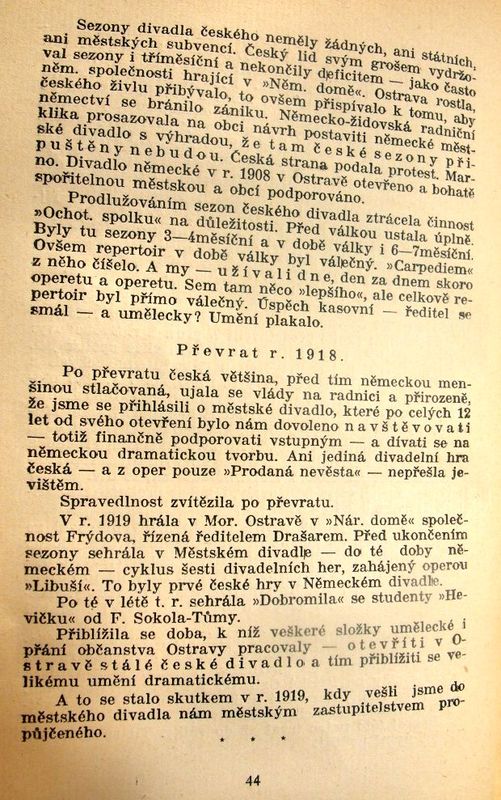 Sezony divadla českého neměly žádných, ani státních,
ani městských subvencí. Český lid svým grošem vydržo-
val sezony i tříměsíční a nekončily deficitem — jako často
něm. společnosti hrající v »Něm. domě«. Ostrava rostla,
českého živlu přibývalo, to ovšem přispívalo k tomu, aby
němectví se bránilo zániku. Německo-židovská radniční
klika prosazovala na obci návrh postaviti německé měst-
ské divadlo s výhradou, že tam české sezony při-
puštěny nebudou. Česká strana podala protest. Mar-
no. Divadlo německé v r. 1908 v Ostravě otevřeno a bohatě
spořitelnou městskou a obcí podporováno.
Prodlužováním sezon českého divadla ztrácela činnost
»Ochot. spolku« na důležitosti. Před válkou ustala úplně.
Byly tu sezony 3—4měsíční a v době války i 6—7měsíční.
Ovšem repertoir v době války byl válečný. »Carpediem«
z něho číšelo. A my — užívali dne, den za dnem skoro
operetu a operetu. Sem tam něco »lepšího«, ale celkově re-
pertoir byl přímo válečný. Úspěch kasovní — ředitel se
smál — a umělecky? Umění plakalo.
Převrat r. 1918.
Po převratu česká většina, před tím německou men-
šinou stlačovaná, ujala se vlády na radnici a přirozeně,
že jsme se přihlásili o městské divadlo, které po celých 12
let od svého otevření bylo nám dovoleno navštěvovati
— totiž finančně podporovati vstupným — a dívati se na
německou dramatickou tvorbu. Ani jediná divadelní hra
česká — a z oper pouze »Prodaná nevěsta« — nepřešla je-
vištěm.
Spravedlnost zvítězila po převratu.
V r. 1919 hrála v Mor. Ostravě v »Nár. domě« společ-
nost Frýdova, řízená ředitelem Drašarem. Před ukončením
sezony sehrála v Městském divadle — do té doby ně-
meckém — cyklus šesti divadelních her, zahájený operou
»Libuší«. To byly prvé české hry v Německém divadle.
Po té v létě t. r. sehrála »Dobromila« se studenty »He-
vičku« od F. Sokola-Tůmy.
Přiblížila se doba, k níž veškeré složky umělecké i
přání občanstva Ostravy pracovaly — otevříti v O-
stravě stálé české divadlo a tím přiblížiti se ve-
likému umění dramatickému.
A to se stalo skutkem v r. 1919, kdy vešli jsme do
městského divadla nám městským zastupitelstvem pro-
půjčeného.
* * *
44